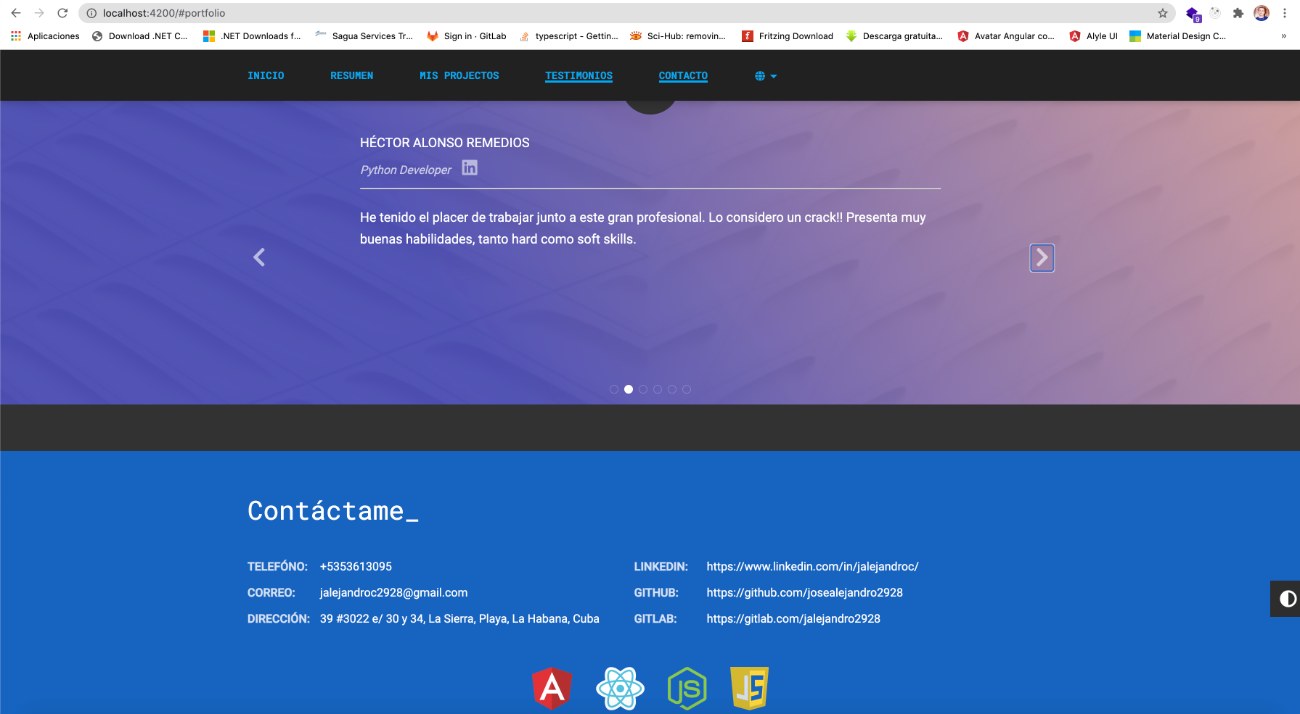 localhost:4200/#portfolio
Aplicaciones Download .NET C... .NET Downloads f... Sagua Services Tr... Sign in · GitLab typescript - Gettin... Sci-Hub: removin... Fritzing Download Descarga gratuita... Avatar Angular co... Alyle UI Material Design C... »
INICIO RESUMEN MIS PROJECTOS TESTIMONIOS CONTACTO
HÉCTOR ALONSO REMEDIOS
Python Developer in
He tenido el placer de trabajar junto a este gran profesional. Lo considero un crack!! Presenta muy
buenas habilidades, tanto hard como soft skills.
Contáctame_
TELEFÓNO: +5353613095 LINKEDIN: https://www.linkedin.com/in/jalejandroc/
CORREO: jalejandroc2928@gmail.com GITHUB: https://github.com/josealejandro2928
DIRECCIÓN: 39 #3022 e/ 30 y 34, La Sierra, Playa, La Habana, Cuba GITLAB: https://gitlab.com/jalejandro2928
A JS JS